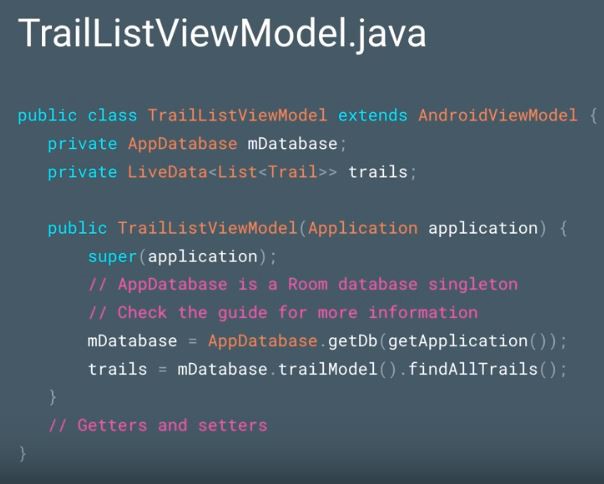 TrailListViewModel.java
public class TrailListViewModel extends AndroidViewModel {
private AppDatabase mDatabase;
private LiveData<List<Trail>> trails;
public TrailListViewModel(Application application) {
super(application);
// AppDatabase is a Room database singleton
// Check the guide for more information
mDatabase = AppDatabase.getDb(getApplication());
trails = mDatabase.trailModel().findAllTrails();
}
// Getters and setters
}